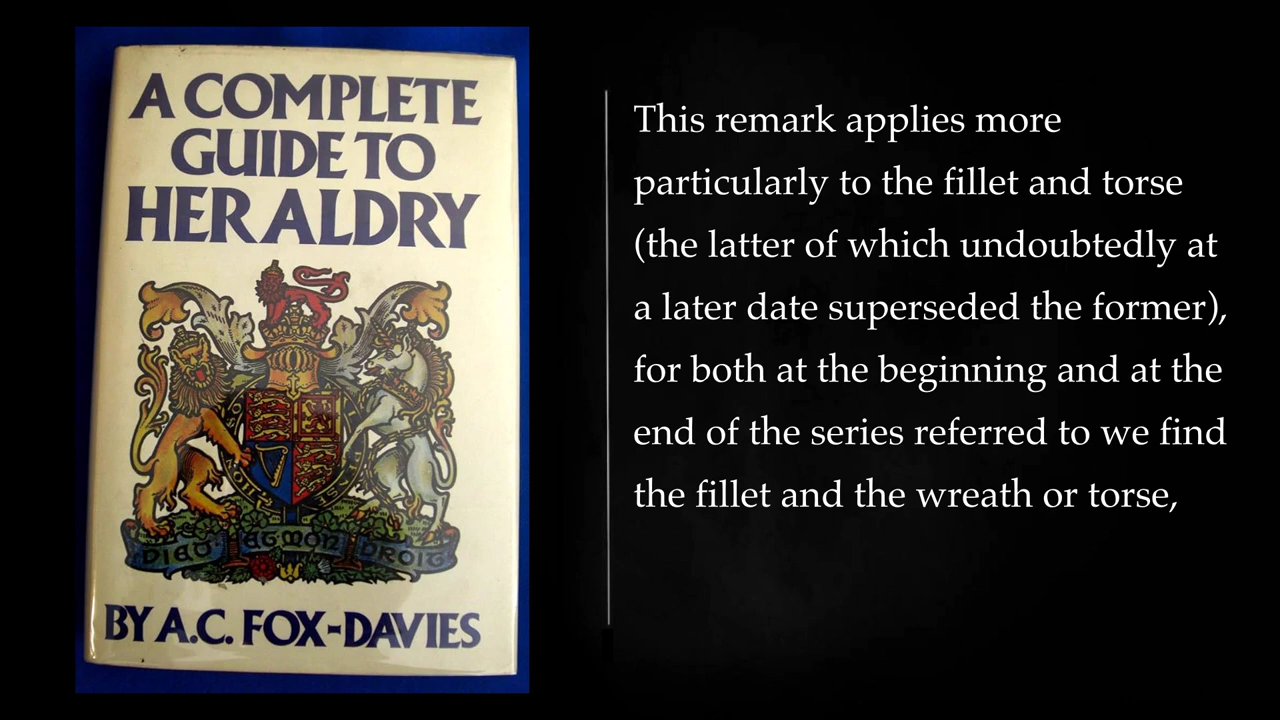 A COMPLETE
GUIDE TO
HERALDRY
DIEU ET MON DROIT
BY A.C. FOX-DAVIES
This remark applies more
particularly to the fillet and torse
(the latter of which undoubtedly at
a later date superseded the former),
for both at the beginning and at the
end of the series referred to we find
the fillet and the wreath or torse,